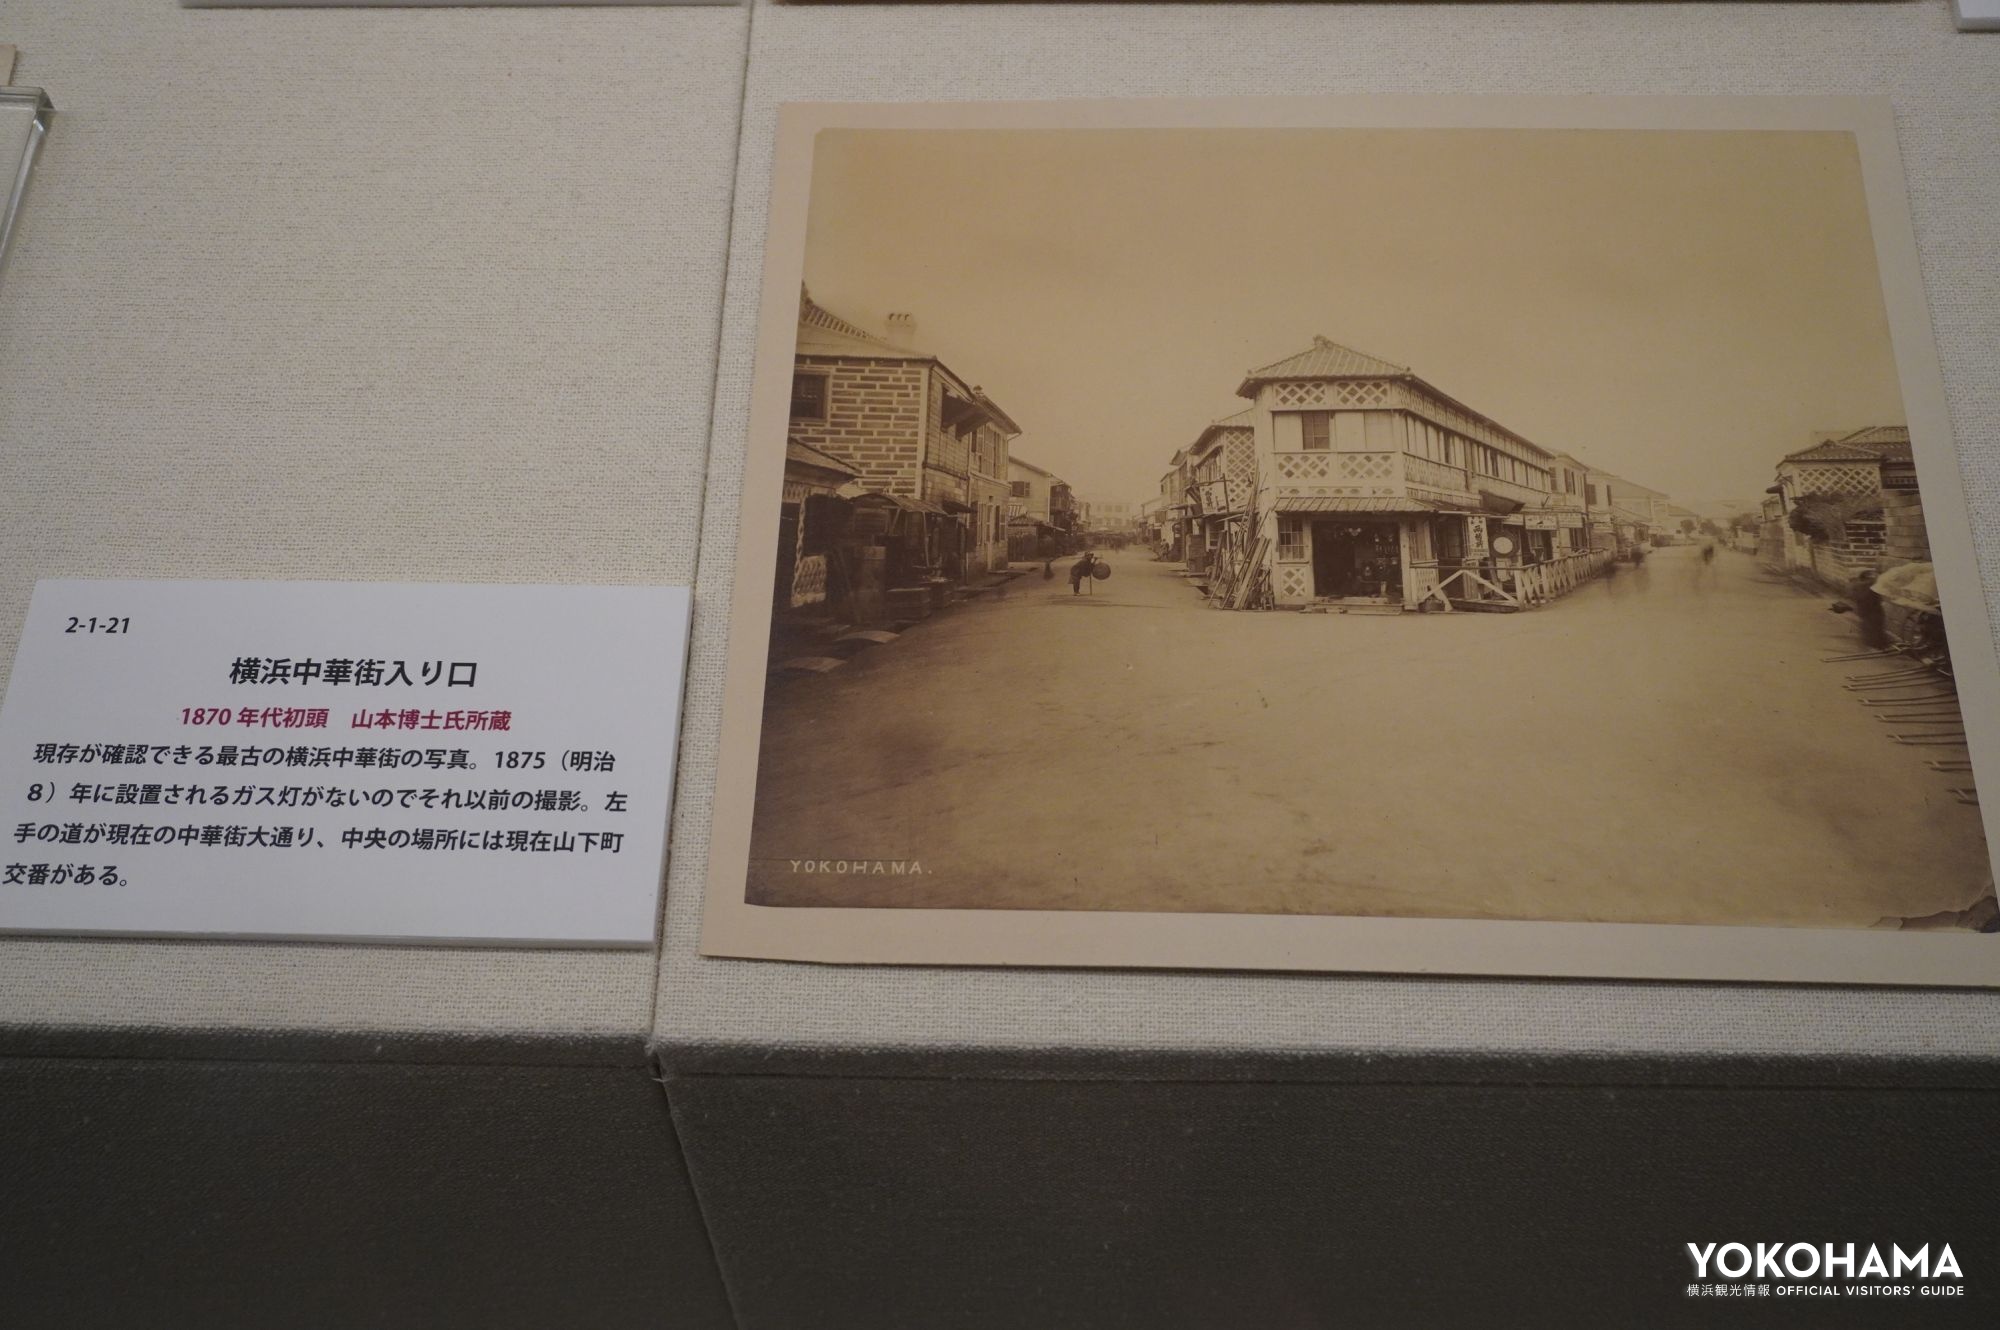 2-1-21
横浜中華街入り口
1870年代初頭　山本博士氏所蔵
現存が確認できる最古の横浜中華街の写真。1875（明治
8）年に設置されるガス灯がないのでそれ以前の撮影。左
手の道が現在の中華街大通り、中央の場所には現在山下町
交番がある。
YOKOHAMA.
YOKOHAMA
横浜観光情報 OFFICIAL VISITORS' GUIDE